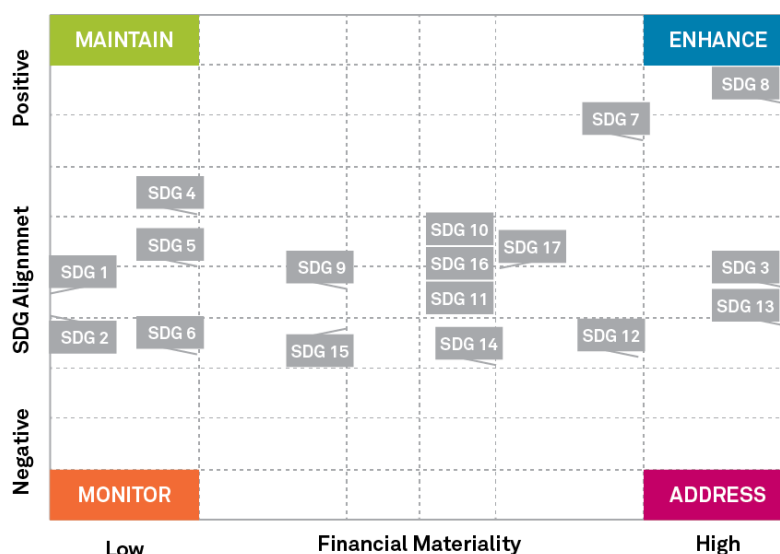 MAINTAIN
ENHANCE
Positive
SDG 8
SDG 7
SDG 4
SDG 10
SDG 5
SDG 17
SDG Alignmnet
SDG 1
SDG 9
SDG 16
SDG 3
SDG 11
SDG 13
SDG 2
SDG 6
SDG 15
SDG 14
SDG 12
Negative
MONITOR
ADDRESS
Low
Financial Materiality
High